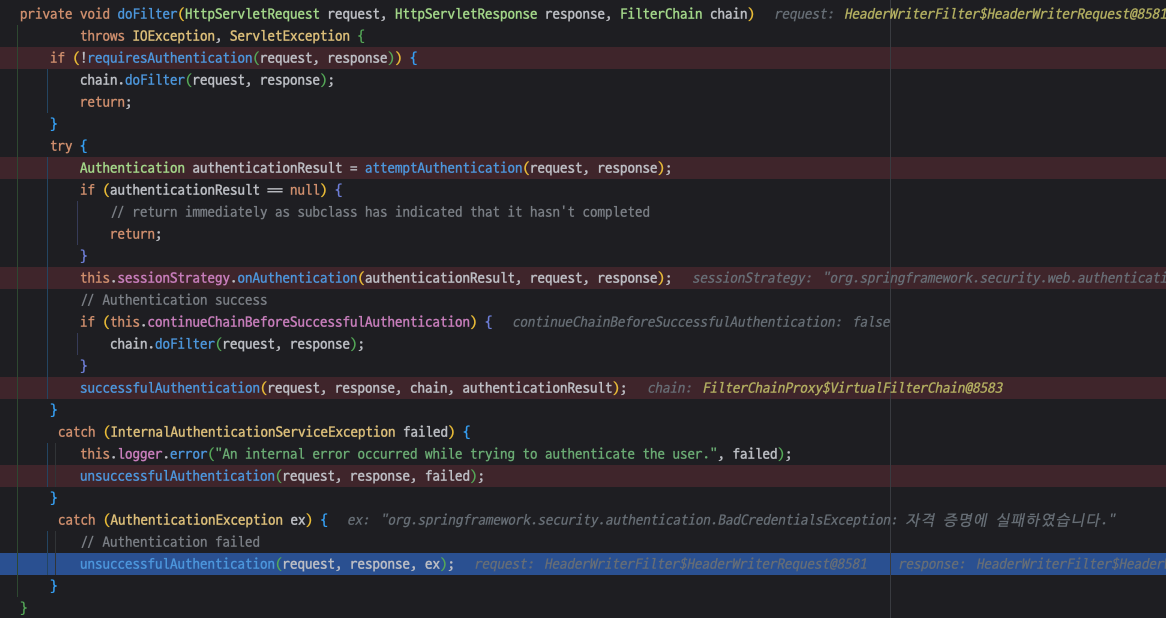 private void doFilter(HttpServletRequest request, HttpServletResponse response, FilterChain chain)   request: HeaderWriterFilter$HeaderWriterRequest@8581
        throws IOException, ServletException {
    if (!requiresAuthentication(request, response)) {
        chain.doFilter(request, response);
        return;
    }
    try {
        Authentication authenticationResult = attemptAuthentication(request, response);
        if (authenticationResult == null) {
            // return immediately as subclass has indicated that it hasn't completed
            return;
        }
        this.sessionStrategy.onAuthentication(authenticationResult, request, response);   sessionStrategy: "org.springframework.security.web.authenticati
        // Authentication success
        if (this.continueChainBeforeSuccessfulAuthentication) {   continueChainBeforeSuccessfulAuthentication: false
            chain.doFilter(request, response);
        }
        successfulAuthentication(request, response, chain, authenticationResult);   chain: FilterChainProxy$VirtualFilterChain@8583
    }
    catch (InternalAuthenticationServiceException failed) {
        this.logger.error("An internal error occurred while trying to authenticate the user.", failed);
        unsuccessfulAuthentication(request, response, failed);
    }
    catch (AuthenticationException ex) {   ex: "org.springframework.security.authentication.BadCredentialsException: 자격 증명에 실패하였습니다."
        // Authentication failed
        unsuccessfulAuthentication(request, response, ex);   request: HeaderWriterFilter$HeaderWriterRequest@8581   response: HeaderWriterFilter$Header
    }
}